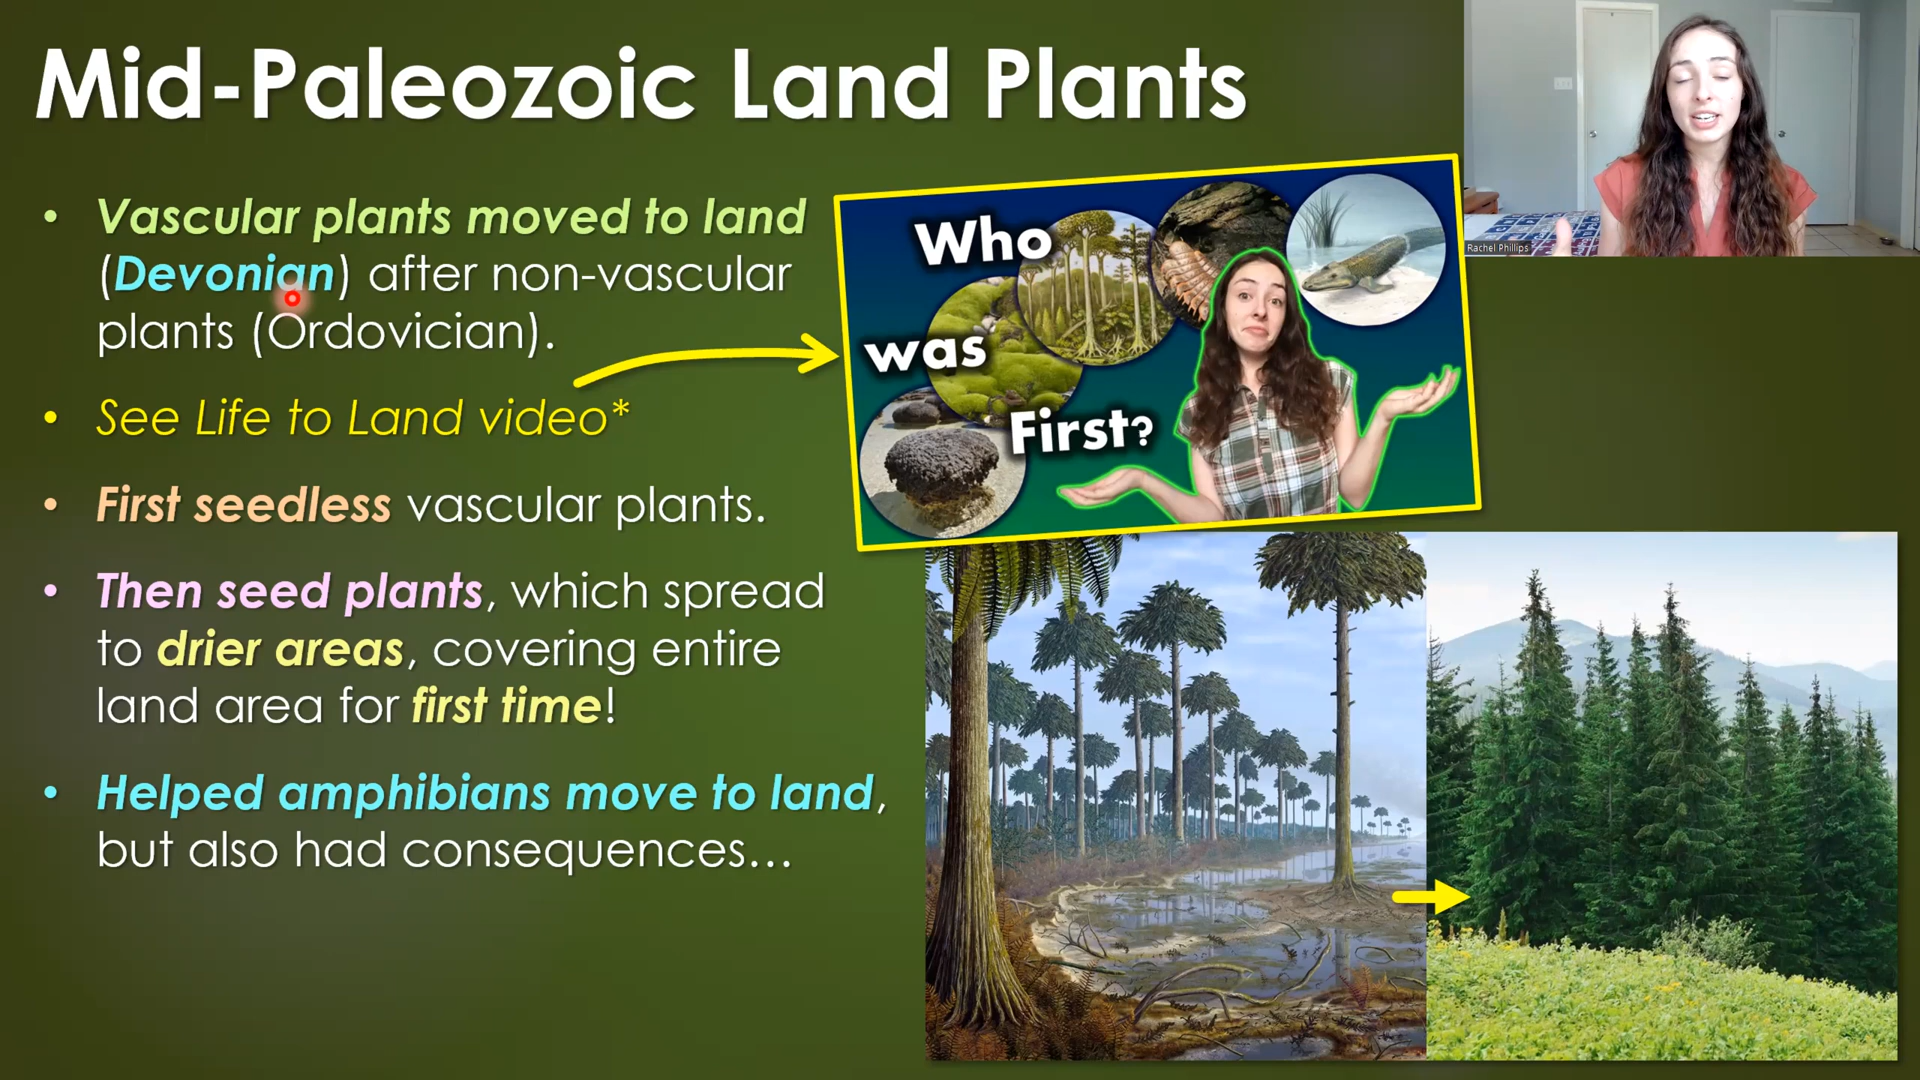 Mid-Paleozoic Land Plants
• Vascular plants moved to land
(Devonian) after non-vascular
plants (Ordovician).
• See Life to Land video*
• First seedless vascular plants.
• Then seed plants, which spread
to drier areas, covering entire
land area for first time!
• Helped amphibians move to land,
but also had consequences...
Who
was
First?
Rachel Phillips